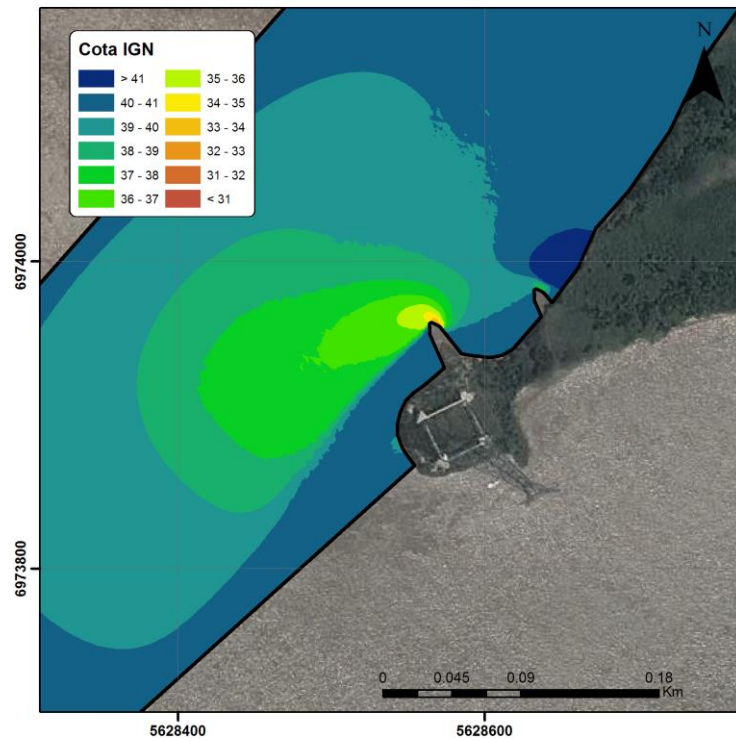 Cota IGN
> 41
40 - 41
39 - 40
38 - 39
37 - 38
36 - 37
35 - 36
34 - 35
33 - 34
32 - 33
31 - 32
< 31
N
6974000
6973800
0 0.045 0.09 0.18
Km
5628400 5628600